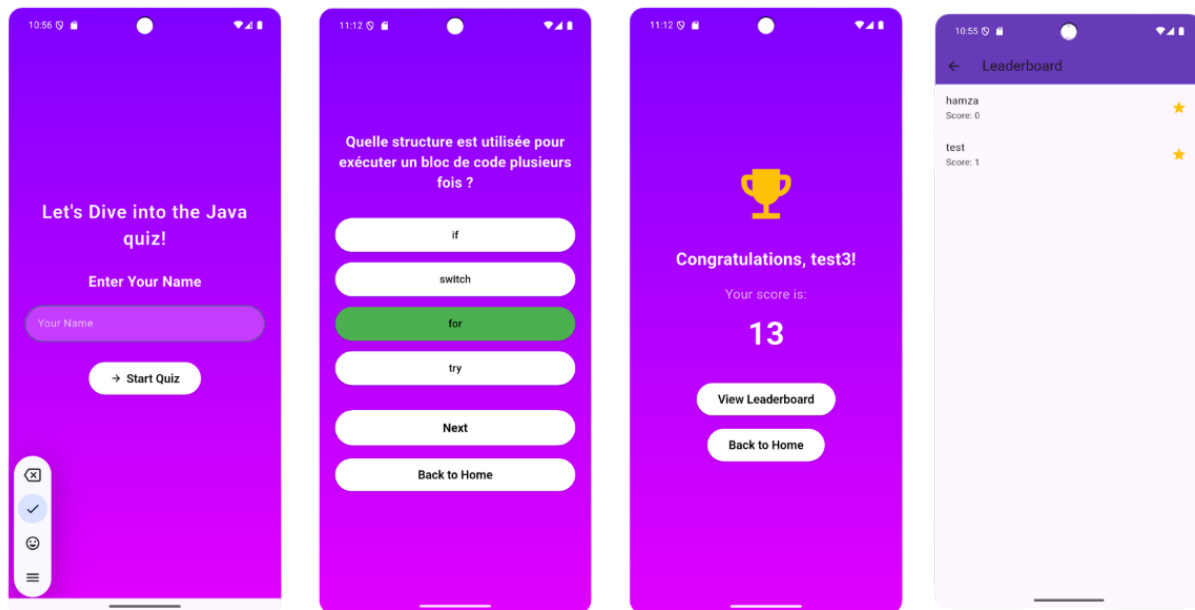 10:56
Let's Dive into the Java
quiz!
Enter Your Name
Your Name
→ Start Quiz
11:12
Quelle structure est utilisée pour
exécuter un bloc de code plusieurs
fois ?
if
switch
for
try
Next
Back to Home
11:12
Congratulations, test3!
Your score is:
13
View Leaderboard
Back to Home
10:55
Leaderboard
hamza
Score: 0
test
Score: 1